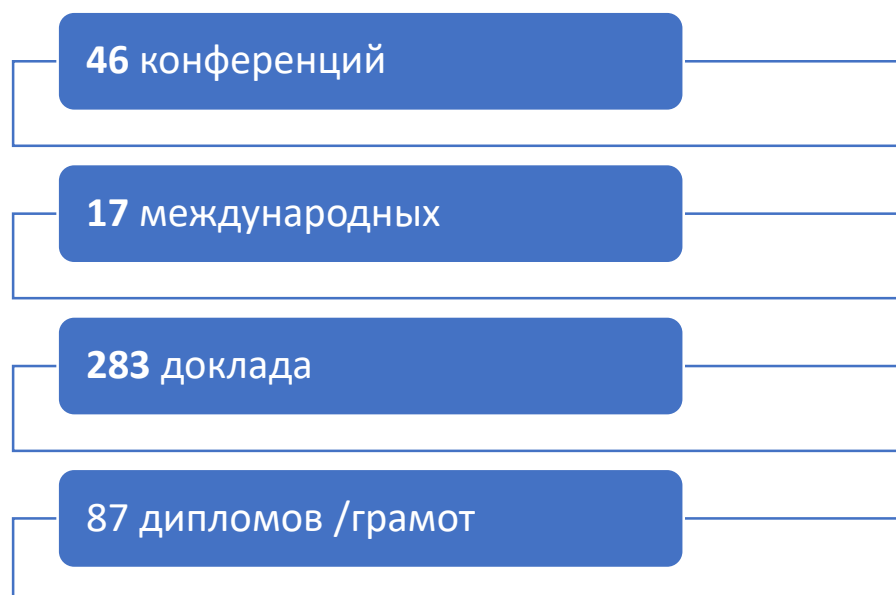 46 конференций
17 международных
283 доклада
87 дипломов /грамот